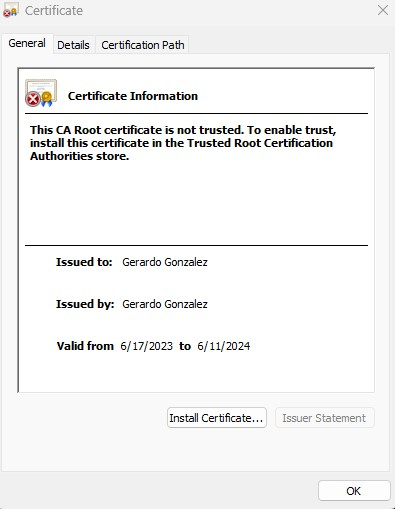 Certificate
General
Details
Certification Path
Certificate Information
This CA Root certificate is not trusted. To enable trust,
install this certificate in the Trusted Root Certification
Authorities store.
Issued to: Gerardo Gonzalez
Issued by: Gerardo Gonzalez
Valid from 6/17/2023 to 6/11/2024
Install Certificate...
Issuer Statement
OK